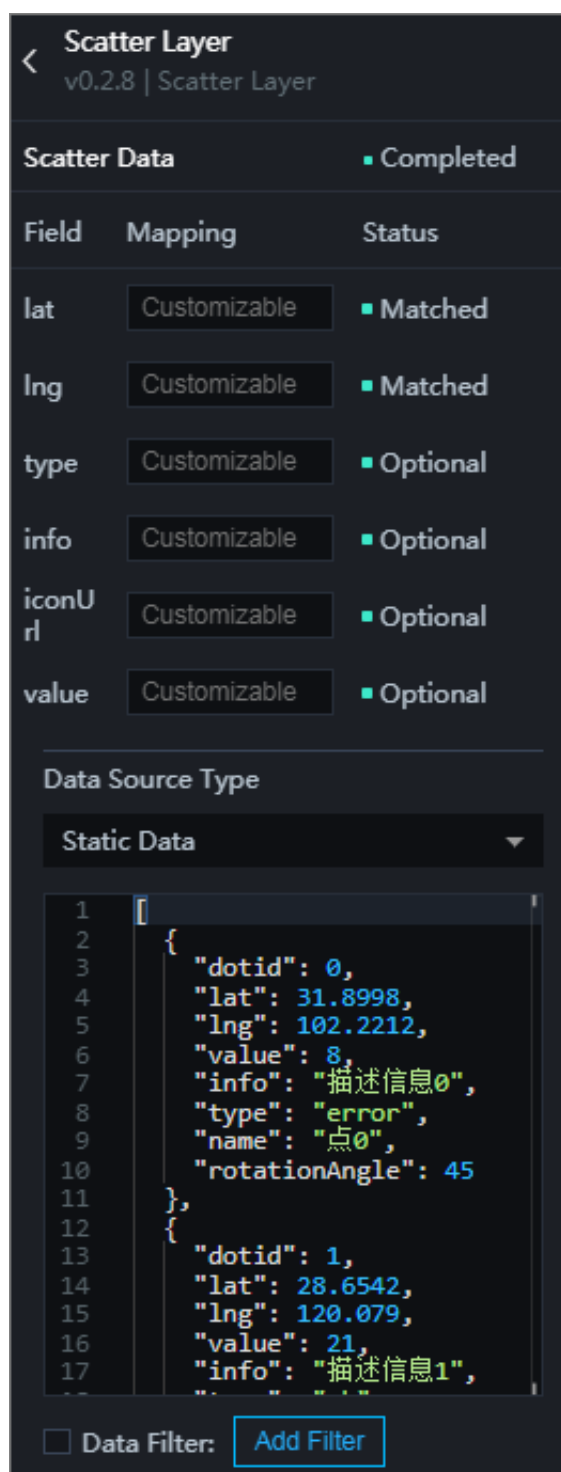 Scatter Layer
v0.2.8 | Scatter Layer
Scatter Data Completed
Field Mapping Status
lat Customizable Matched
lng Customizable Matched
type Customizable Optional
info Customizable Optional
iconU
rl Customizable Optional
value Customizable Optional
Data Source Type
Static Data
1 [
2 {
3 "dotid": 0,
4 "lat": 31.8998,
5 "lng": 102.2212,
6 "value": 8,
7 "info": "描述信息0",
8 "type": "error",
9 "name": "点0",
10 "rotationAngle": 45
11 },
12 {
13 "dotid": 1,
14 "lat": 28.6542,
15 "lng": 120.079,
16 "value": 21,
17 "info": "描述信息1",
Data Filter: Add Filter